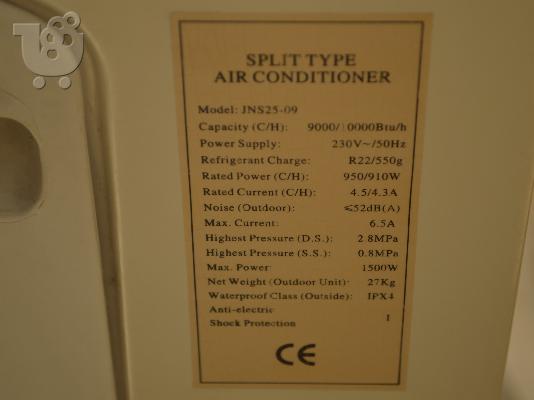 SPLIT TYPE
AIR CONDITIONER
Model: JNS25-09
Capacity (C/H): 9000/10000Btu/h
Power Supply: 230V~/50Hz
Refrigerant Charge: R22/550g
Rated Power (C/H): 950/910W
Rated Current (C/H): 4.5/4.3A
Noise (Outdoor): ≤52dB(A)
Max. Current: 6.5A
Highest Pressure (D.S.): 2.8MPa
Highest Pressure (S.S.): 0.8MPa
Max. Power: 1500W
Net Weight (Outdoor Unit): 27Kg
Waterproof Class (Outside): IPX4
Anti-electric
Shock Protection I
CE